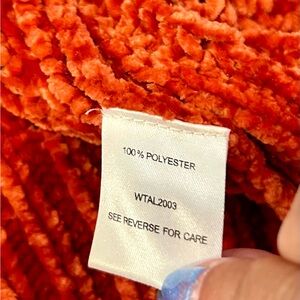 100% POLYESTER
WTAL2003
SEE REVERSE FOR CARE